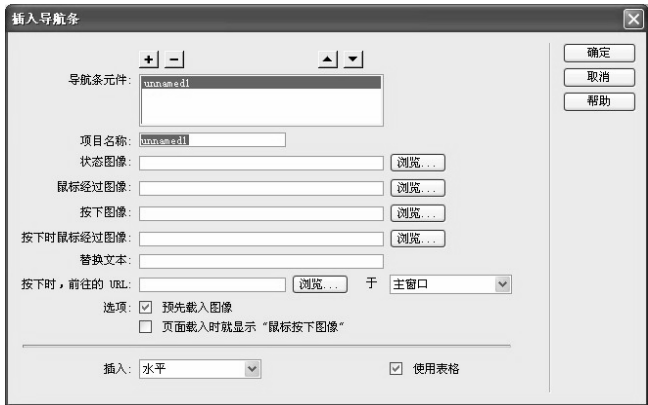 插入导航条
确定
取消
帮助
导航条元件:
unnamed1
项目名称: unnamed1
状态图像: 浏览...
鼠标经过图像: 浏览...
按下图像: 浏览...
按下时鼠标经过图像: 浏览...
替换文本:
按下时，前往的 URL: 浏览... 于 主窗口
选项: 预先载入图像
页面载入时就显示“鼠标按下图像”
插入: 水平 使用表格